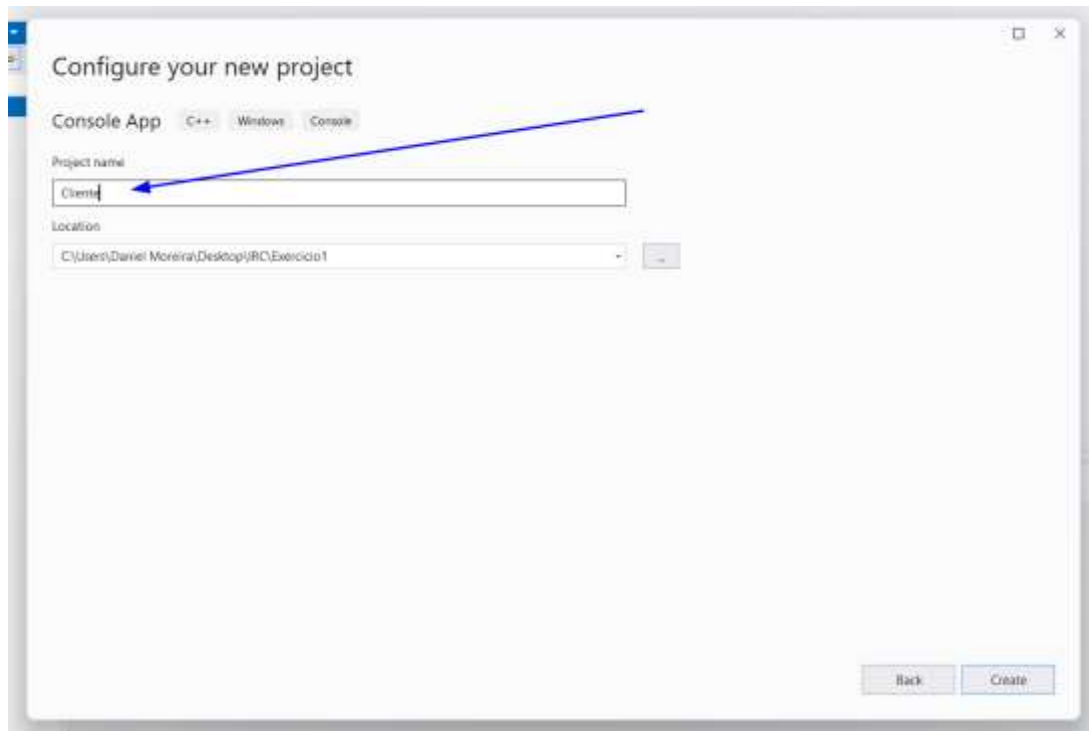 Configure your new project
Console App C++ Windows Console
Project name
Cliente
Location
C:\Users\Daniel Moreira\Desktop\IRC\Exercicio1
...
Back Create